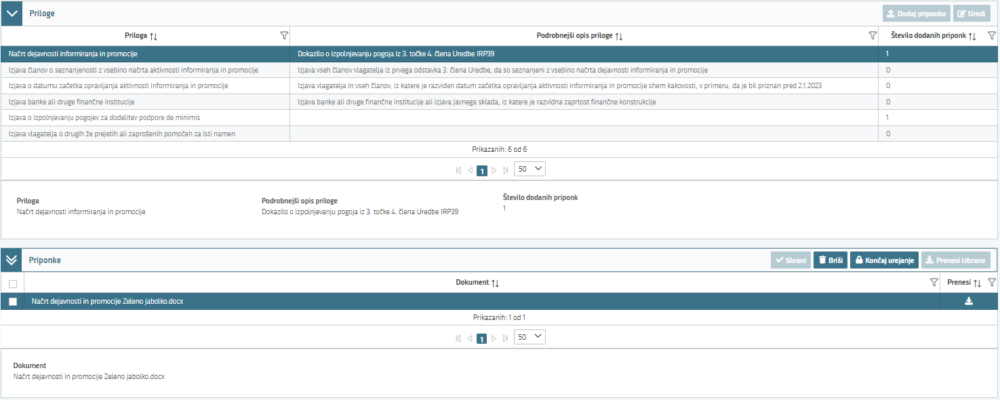 Priloge
Dodaj priponko
Uredi
Priloga
Podrobnejši opis priloge
Število dodanih priponk
Načrt dejavnosti informiranja in promocije
Dokazilo o izpolnjevanju pogoja iz 3. točke 4. člena Uredbe IRP39
1
Izjava članov o seznanjenosti z vsebino načrta aktivnosti informiranja in promocije
Izjava vseh članov vlagatelja iz prvega odstavka 3. člena Uredbe, da so seznanjeni z vsebino načrta dejavnosti informiranja in promocije
0
Izjava o datumu začetka opravljanja aktivnosti informiranja in promocije
Izjava vlagatelja in vseh članov, iz katere je razviden datum začetka opravljanja aktivnosti informiranja in promocije shem kakovosti, v primeru, da je bil priznan pred 2.1.2023
0
Izjava banke ali druge finančne institucije
Izjava banke ali druge finančne institucije ali izjava javnega sklada, iz katere je razvidna zaprtost finančne konstrukcije
0
Izjava o izpolnjevanju pogojev za dodelitev podpore de minimis
1
Izjava vlagatelja o drugih že prejetih ali zaprošenih pomočeh za isti namen
0
Prikazanih: 6 od 6
1
50
Priloga
Podrobnejši opis priloge
Število dodanih priponk
Načrt dejavnosti informiranja in promocije
Dokazilo o izpolnjevanju pogoja iz 3. točke 4. člena Uredbe IRP39
1
Priponke
Shrani
Briši
Končaj urejanje
Prenesi izbrane
Dokument
Prenesi
Načrt dejavnosti in promocije Zeleno jabolko.docx
Prikazanih: 1 od 1
1
50
Dokument
Načrt dejavnosti in promocije Zeleno jabolko.docx